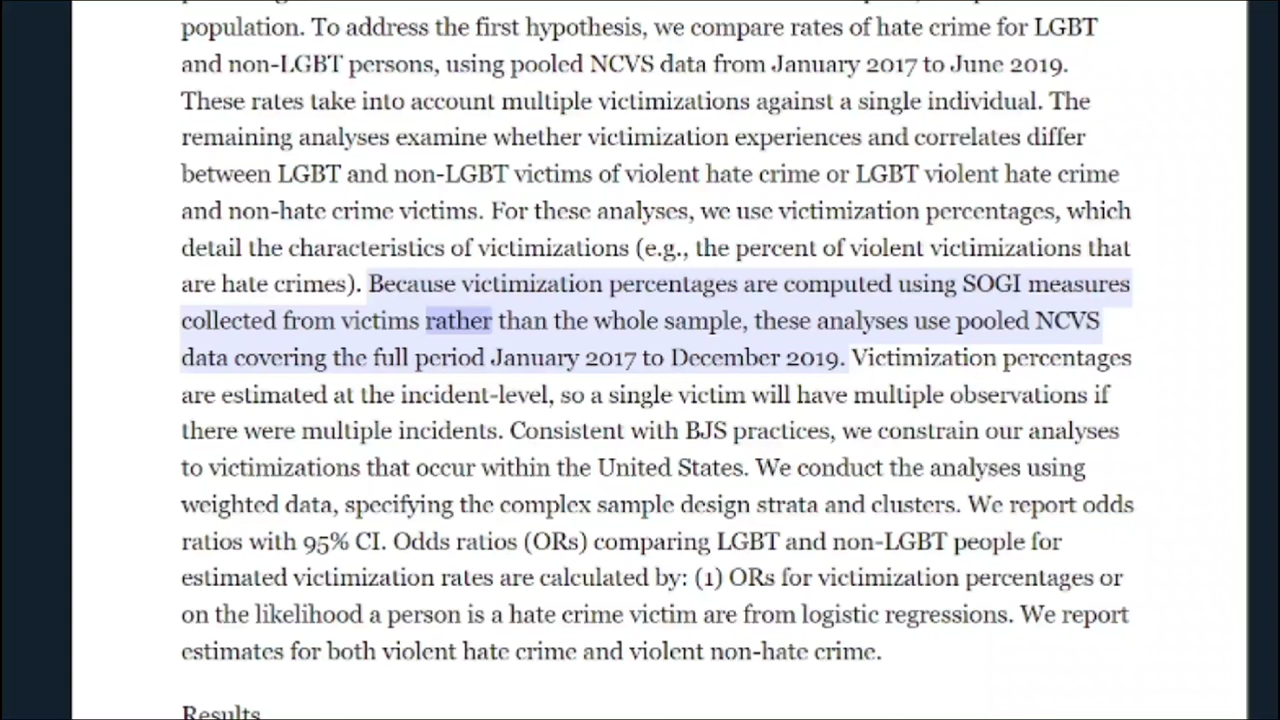 population. To address the first hypothesis, we compare rates of hate crime for LGBT
and non-LGBT persons, using pooled NCVS data from January 2017 to June 2019.
These rates take into account multiple victimizations against a single individual. The
remaining analyses examine whether victimization experiences and correlates differ
between LGBT and non-LGBT victims of violent hate crime or LGBT violent hate crime
and non-hate crime victims. For these analyses, we use victimization percentages, which
detail the characteristics of victimizations (e.g., the percent of violent victimizations that
are hate crimes). Because victimization percentages are computed using SOGI measures
collected from victims rather than the whole sample, these analyses use pooled NCVS
data covering the full period January 2017 to December 2019. Victimization percentages
are estimated at the incident-level, so a single victim will have multiple observations if
there were multiple incidents. Consistent with BJS practices, we constrain our analyses
to victimizations that occur within the United States. We conduct the analyses using
weighted data, specifying the complex sample design strata and clusters. We report odds
ratios with 95% CI. Odds ratios (ORs) comparing LGBT and non-LGBT people for
estimated victimization rates are calculated by: (1) ORs for victimization percentages or
on the likelihood a person is a hate crime victim are from logistic regressions. We report
estimates for both violent hate crime and violent non-hate crime.
Results